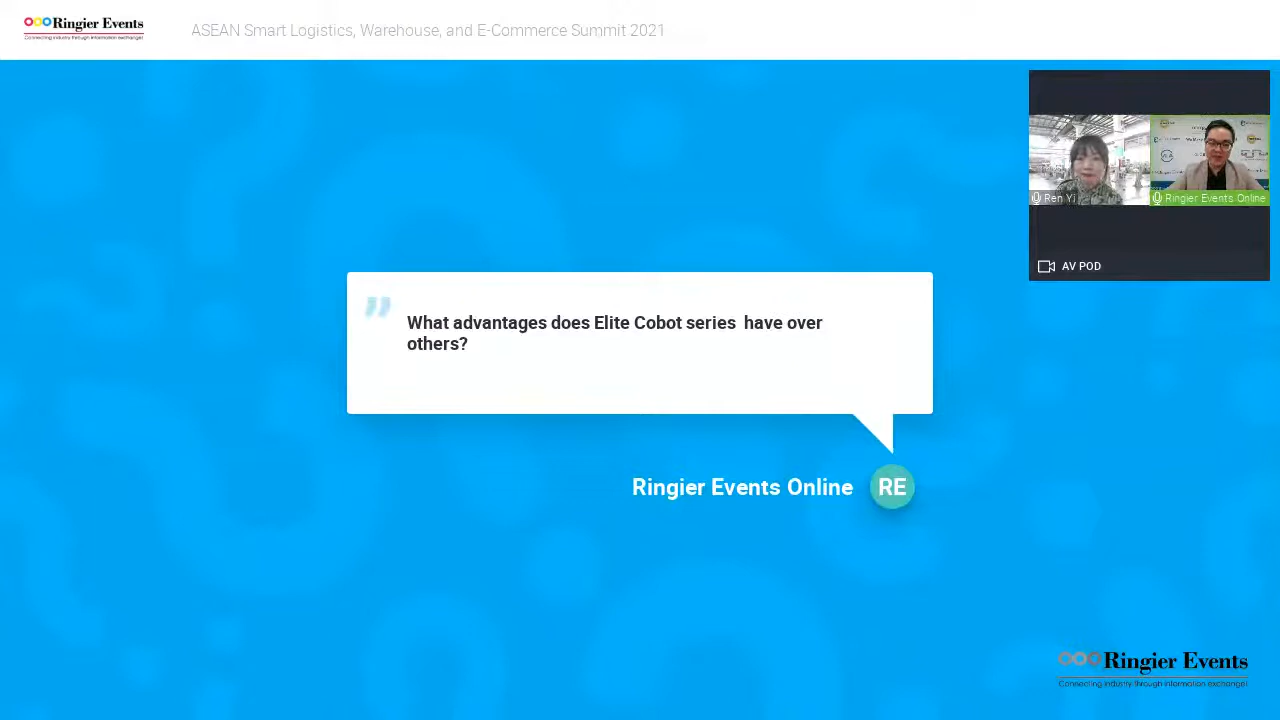 Ringier Events
Connecting industry through information exchange!
ASEAN Smart Logistics, Warehouse, and E-Commerce Summit 2021
Ren Yi
Ringier Events Online
AV POD
What advantages does Elite Cobot series have over
others?
Ringier Events Online
RE
Ringier Events
Connecting industry through information exchange!